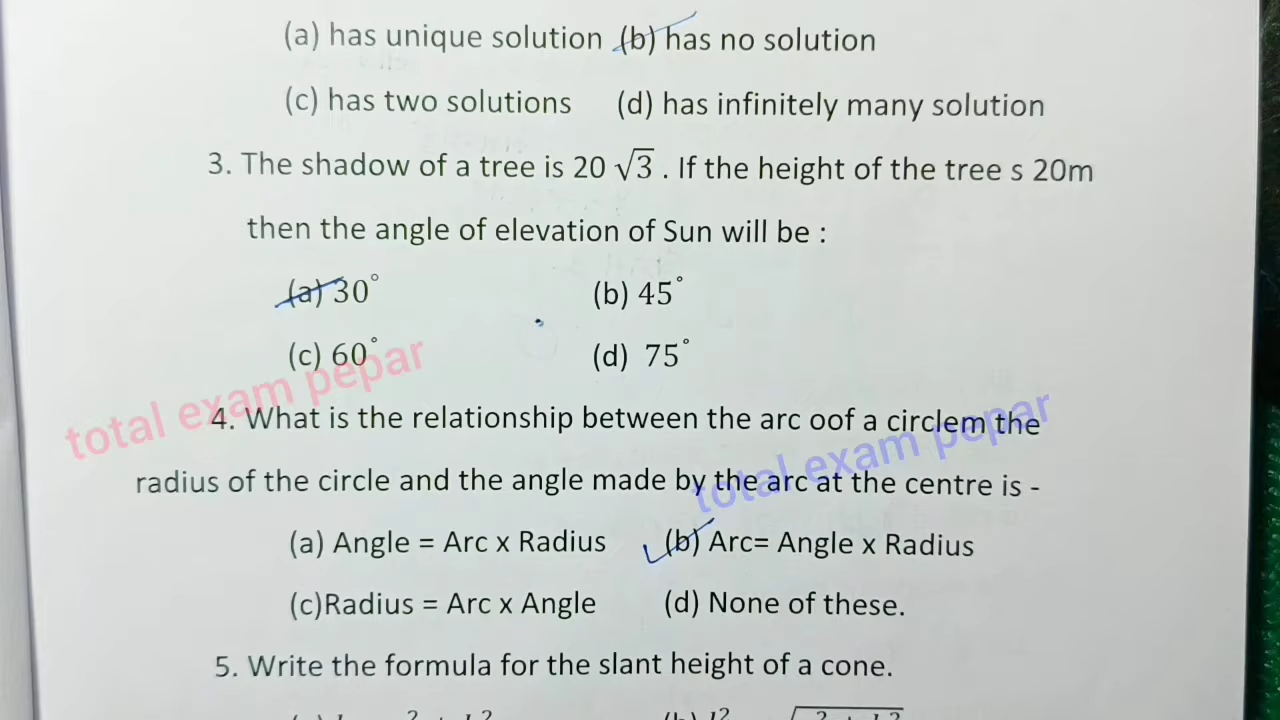 (a) has unique solution (b) has no solution
(c) has two solutions (d) has infinitely many solution
3. The shadow of a tree is 20 √3 . If the height of the tree s 20m
then the angle of elevation of Sun will be :
(a) 30° (b) 45°
(c) 60° (d) 75°
total exam pepar
4. What is the relationship between the arc oof a circlem the
total exam pepar
radius of the circle and the angle made by the arc at the centre is -
(a) Angle = Arc x Radius (b) Arc= Angle x Radius
(c)Radius = Arc x Angle (d) None of these.
5. Write the formula for the slant height of a cone.